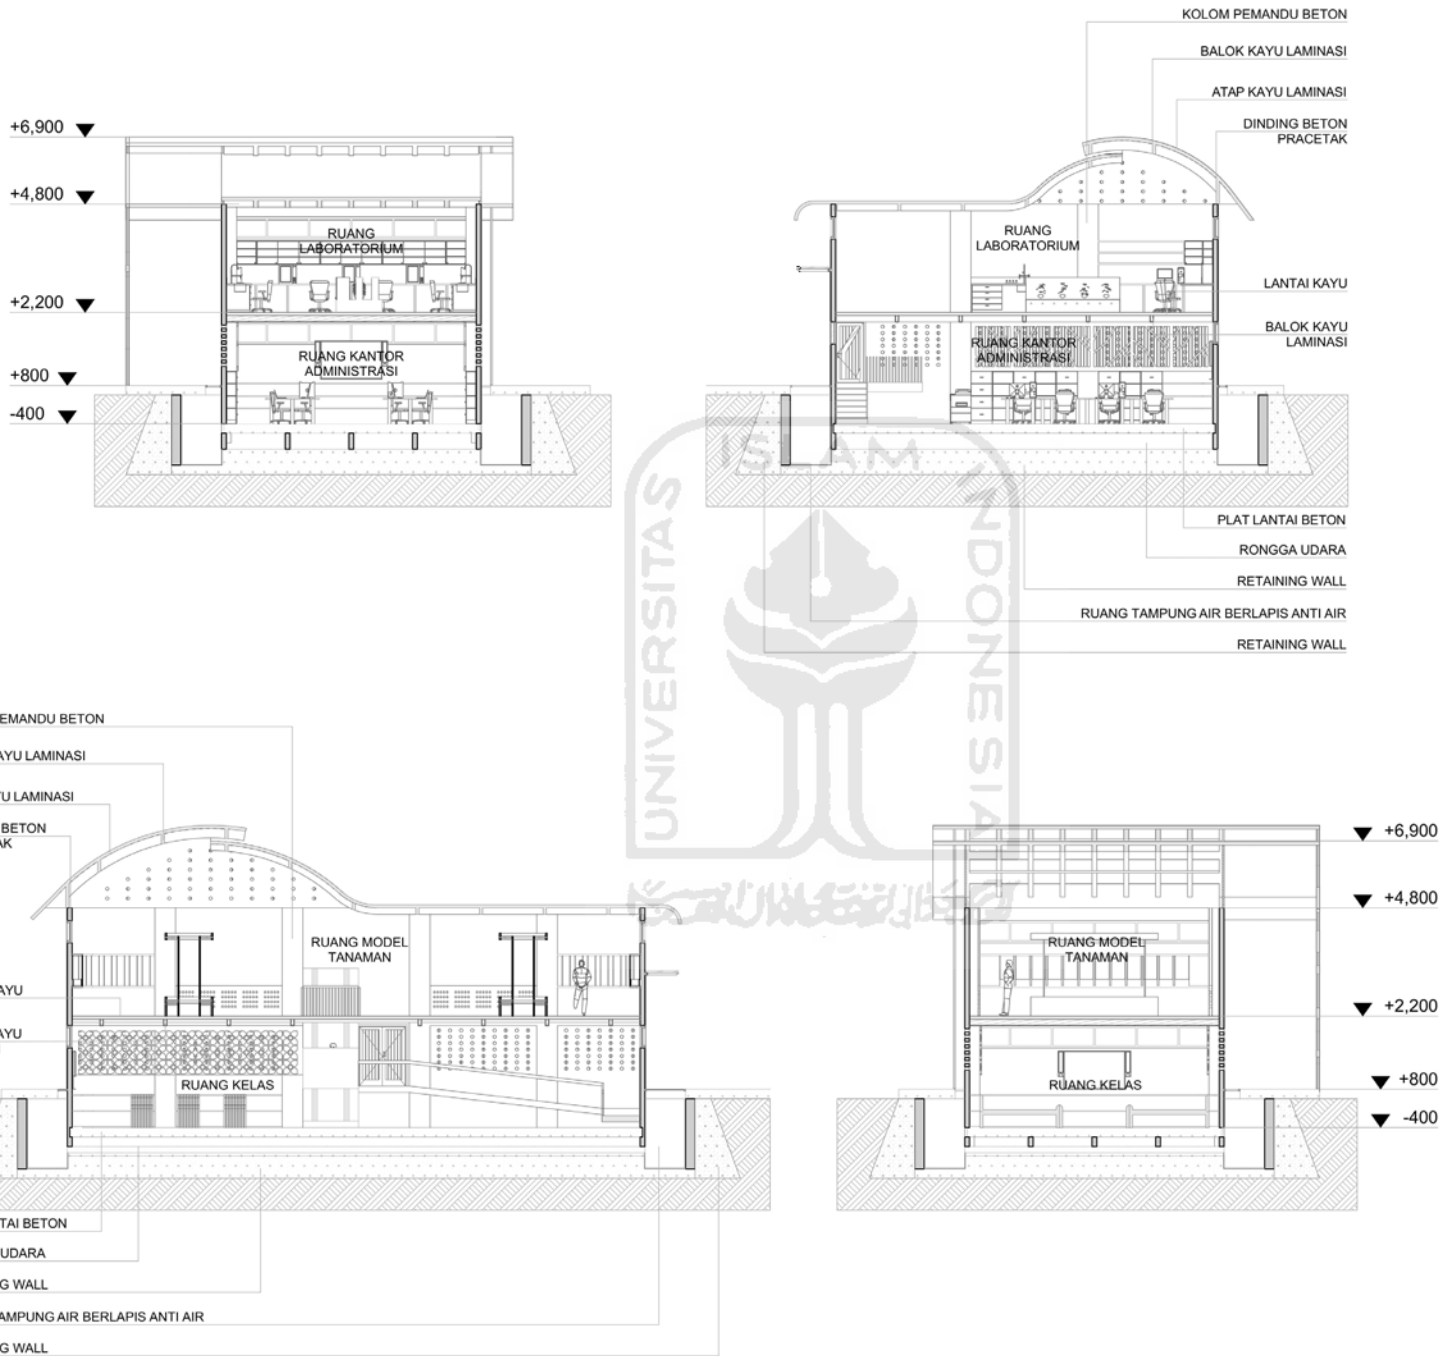 KOLOM PEMANDU BETON
BALOK KAYU LAMINASI
ATAP KAYU LAMINASI
DINDING BETON
PRACETAK
+6,900
+4,800
+2,200
+800
-400
RUANG
LABORATORIUM
RUANG KANTOR
ADMINISTRASI
RUANG
LABORATORIUM
RUANG KANTOR
ADMINISTRASI
LANTAI KAYU
BALOK KAYU
LAMINASI
PLAT LANTAI BETON
RONGGA UDARA
RETAINING WALL
RUANG TAMPUNG AIR BERLAPIS ANTI AIR
RETAINING WALL
UNIVERSITAS
ISLAM
INDONESIA
EMANDU BETON
AYU LAMINASI
U LAMINASI
BETON
AK
RUANG MODEL
TANAMAN
AYU
AYU
RUANG KELAS
TAI BETON
UDARA
G WALL
AMPUNG AIR BERLAPIS ANTI AIR
G WALL
RUANG MODEL
TANAMAN
RUANG KELAS
+6,900
+4,800
+2,200
+800
-400